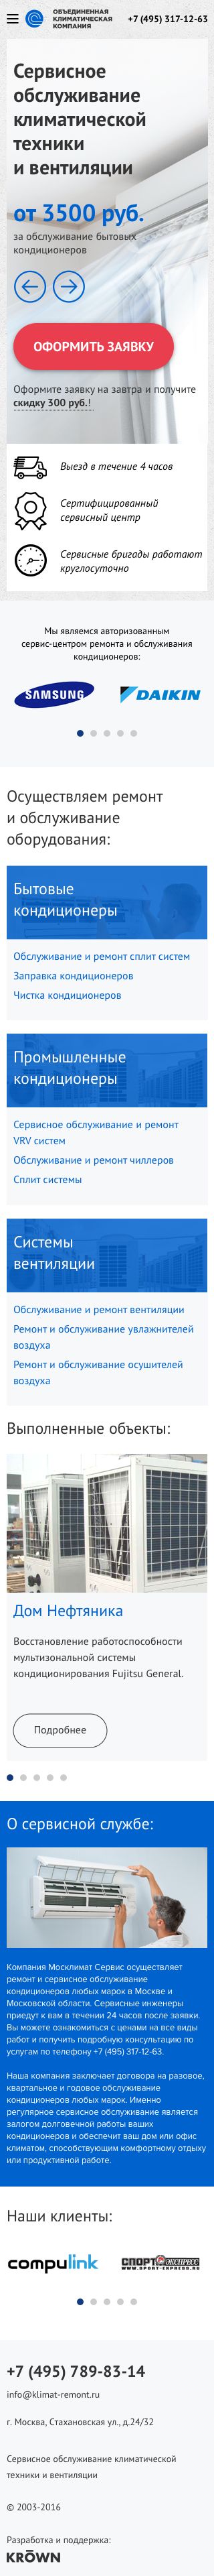 ОБЪЕДИНЕННАЯ
КЛИМАТИЧЕСКАЯ
КОМПАНИЯ
+7 (495) 317-12-63
Сервисное
обслуживание
климатической
техники
и вентиляции
от 3500 руб.
за обслуживание бытовых
кондиционеров
ОФОРМИТЬ ЗАЯВКУ
Оформите заявку на завтра и получите
скидку 300 руб.!
Выезд в течение 4 часов
Сертифицированный
сервисный центр
Сервисные бригады работают
круглосуточно
Мы являемся авторизованным
сервис-центром ремонта и обслуживания
кондиционеров:
SAMSUNG
DAIKIN
Осуществляем ремонт
и обслуживание
оборудования:
Бытовые
кондиционеры
Обслуживание и ремонт сплит систем
Заправка кондиционеров
Чистка кондиционеров
Промышленные
кондиционеры
Сервисное обслуживание и ремонт
VRV систем
Обслуживание и ремонт чиллеров
Сплит системы
Системы
вентиляции
Обслуживание и ремонт вентиляции
Ремонт и обслуживание увлажнителей
воздуха
Ремонт и обслуживание осушителей
воздуха
Выполненные объекты:
Дом Нефтяника
Восстановление работоспособности
мультизональной системы
кондиционирования Fujitsu General.
Подробнее
О сервисной службе:
Компания Москлимат Сервис осуществляет
ремонт и сервисное обслуживание
кондиционеров любых марок в Москве и
Московской области. Сервисные инженеры
приедут к вам в течении 24 часов после заявки.
Вы можете ознакомиться с ценами на все виды
работ и получить подробную консультацию по
услугам по телефону +7 (495) 317-12-63.
Наша компания заключает договора на разовое,
квартальное и годовое обслуживание
кондиционеров любых марок. Именно
регулярное сервисное обслуживание является
залогом долговечной работы ваших
кондиционеров и обеспечит ваш дом или офис
климатом, способствующим комфортному отдыху
или продуктивной работе.
Наши клиенты:
compulink
СПОРТ ЭКСПРЕСС
WWW.SPORT-EXPRESS.RU
+7 (495) 789-83-14
info@klimat-remont.ru
г. Москва, Стахановская ул., д.24/32
Сервисное обслуживание климатической
техники и вентиляции
© 2003-2016
Разработка и поддержка:
KRÖWN